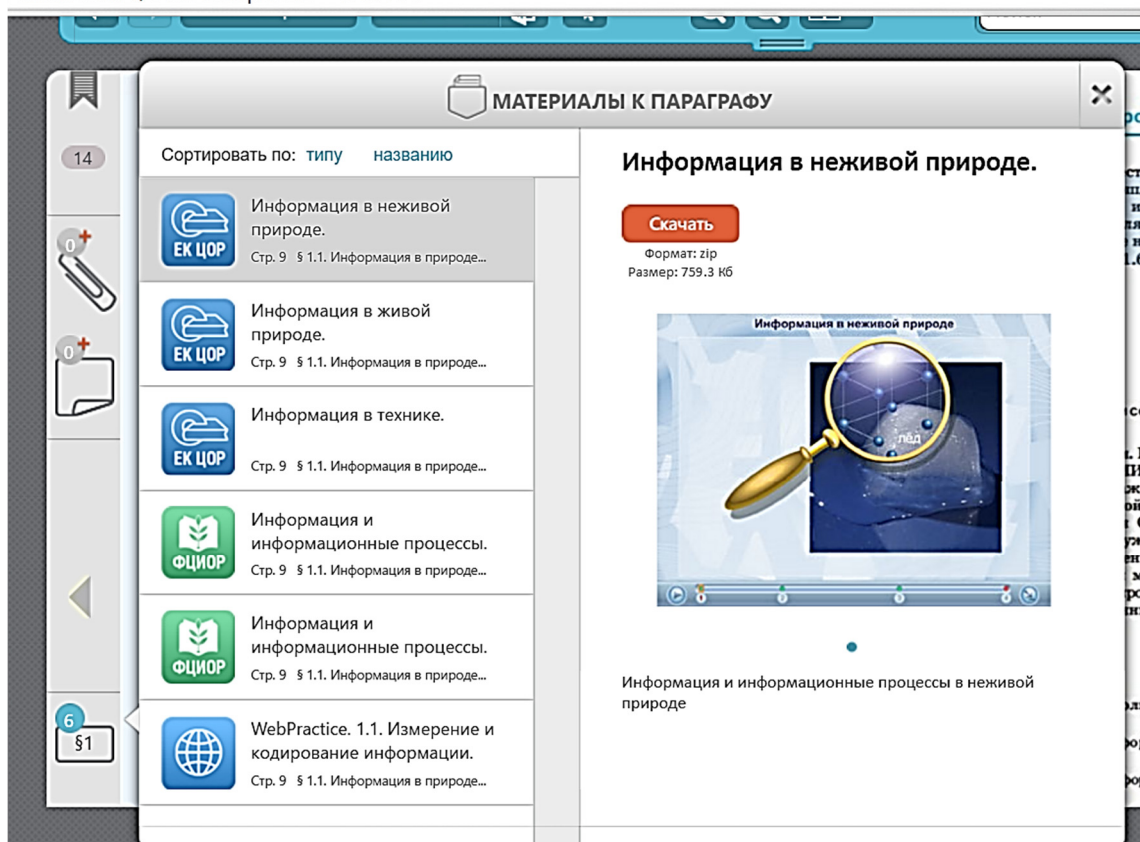 14
0
0
6
§1
МАТЕРИАЛЫ К ПАРАГРАФУ
Сортировать по: типу названию
ЕК ЦОР
Информация в неживой
природе.
Стр. 9 § 1.1. Информация в природе...
ЕК ЦОР
Информация в живой
природе.
Стр. 9 § 1.1. Информация в природе...
ЕК ЦОР
Информация в технике.
Стр. 9 § 1.1. Информация в природе...
ФЦИОР
Информация и
информационные процессы.
Стр. 9 § 1.1. Информация в природе...
ФЦИОР
Информация и
информационные процессы.
Стр. 9 § 1.1. Информация в природе...
WebPractice. 1.1. Измерение и
кодирование информации.
Стр. 9 § 1.1. Информация в природе...
Информация в неживой природе.
Скачать
Формат: zip
Размер: 759.3 Кб
Информация в неживой природе
лёд
Информация и информационные процессы в неживой
природе